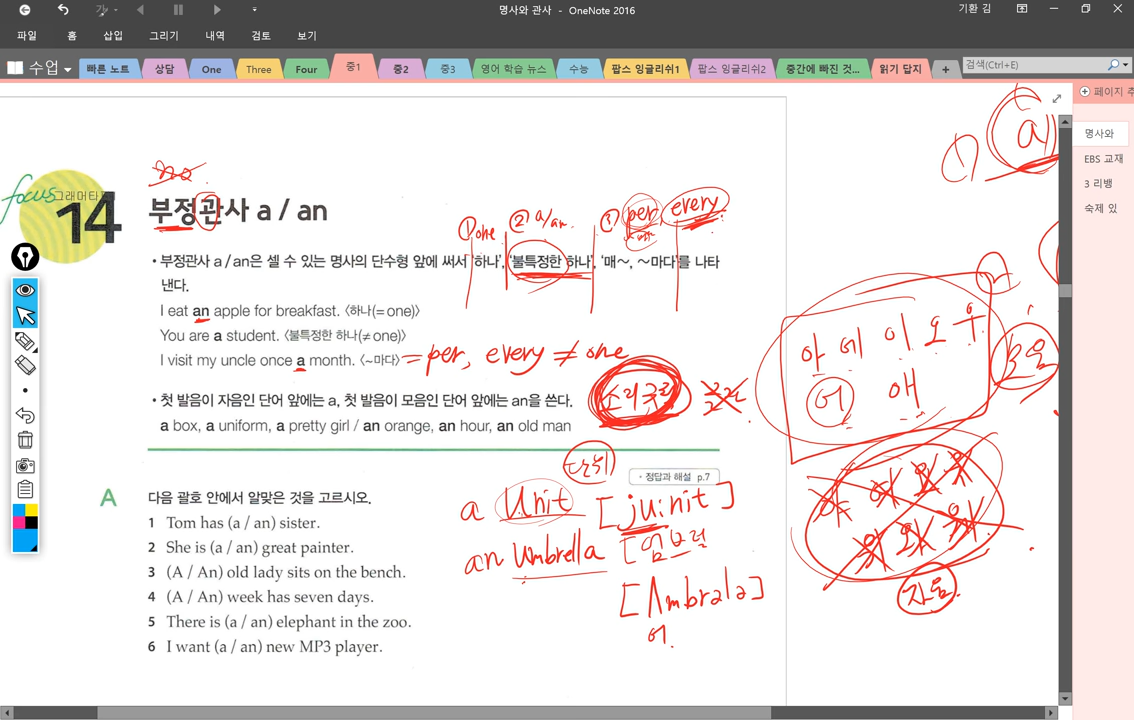 명사와 관사 - OneNote 2016
기환 김
파일 홈 삽입 그리기 내역 검토 보기
수업 빠른 노트 상담 One Three Four 중1 중2 중3 영어 학습 뉴스 수능 팝스 잉글리쉬1 팝스 잉글리쉬2 중간에 빠진 것... 읽기 답지 + 검색(Ctrl+E)
페이지 추
명사와
EBS 교재
3 리뱅
숙제 있
① a
no
focus
14
부정관사 a / an
① one ② a/an ① per, every
• 부정관사 a / an은 셀 수 있는 명사의 단수형 앞에 써서 '하나', '불특정한 하나', '매~, ~마다'를 나타
낸다.
I eat an apple for breakfast. 〈하나(= one)〉
You are a student. 〈불특정한 하나(≠ one)〉
I visit my uncle once a month. 〈~마다〉 = per, every ≠ one
• 첫 발음이 자음인 단어 앞에는 a, 첫 발음이 모음인 단어 앞에는 an을 쓴다.
소리규칙
a box, a uniform, a pretty girl / an orange, an hour, an old man
아 에 이 오 우
어 애
모음
자음
단위
• 정답과 해설 p.7
a Unit [junit]
an Umbrella [엄브럴
[ʌmbrələ]
어.
A 다음 괄호 안에서 알맞은 것을 고르시오.
1 Tom has (a / an) sister.
2 She is (a / an) great painter.
3 (A / An) old lady sits on the bench.
4 (A / An) week has seven days.
5 There is (a / an) elephant in the zoo.
6 I want (a / an) new MP3 player.